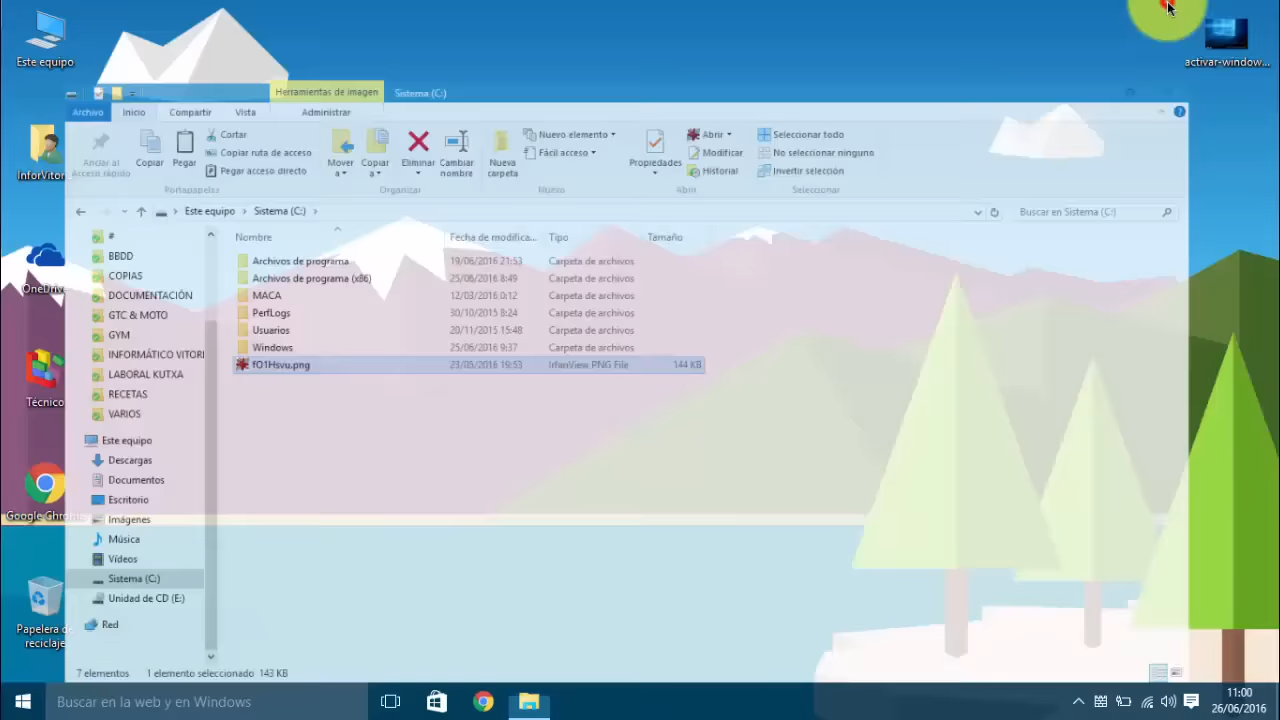 Este equipo
activar-window...
Herramientas de imagen
Sistema (C:)
Archivo
Inicio
Compartir
Vista
Administrar
Anclar al
Acceso rápido
Copiar
Pegar
Cortar
Copiar ruta de acceso
Pegar acceso directo
Portapapeles
Mover
a
Copiar
a
Eliminar
Cambiar
nombre
Organizar
Nueva
carpeta
Nuevo elemento
Fácil acceso
Nuevo
Propiedades
Abrir
Modificar
Historial
Abrir
Seleccionar todo
No seleccionar ninguno
Invertir selección
Seleccionar
InforVitori
Este equipo
Sistema (C:)
Buscar en Sistema (C:)
#
BBDD
COPIAS
DOCUMENTACIÓN
GTC & MOTO
GYM
INFORMÁTICO VITORI
LABORAL KUTXA
RECETAS
VARIOS
Este equipo
Descargas
Documentos
Escritorio
Imágenes
Música
Vídeos
Sistema (C:)
Unidad de CD (E:)
Red
Nombre Fecha de modifica... Tipo Tamaño
Archivos de programa 19/06/2016 21:53 Carpeta de archivos
Archivos de programa (x86) 25/06/2016 8:49 Carpeta de archivos
MACA 12/03/2016 0:12 Carpeta de archivos
PerfLogs 30/10/2015 8:24 Carpeta de archivos
Usuarios 20/11/2015 15:48 Carpeta de archivos
Windows 25/06/2016 9:37 Carpeta de archivos
fO1Hsvu.png 23/05/2016 19:53 IrfanView PNG File 144 KB
OneDrive
Técnico
Google Chro
Papelera de
reciclaje
7 elementos 1 elemento seleccionado 143 KB
Buscar en la web y en Windows
11:00
26/06/2016